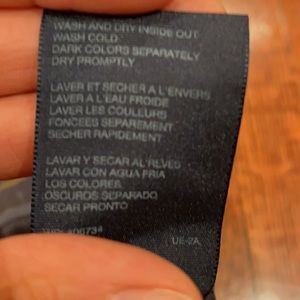 WASH AND DRY INSIDE OUT
WASH COLD
DARK COLORS SEPARATELY
DRY PROMPTLY
LAVER ET SECHER A L'ENVERS
LAVER A L'EAU FROIDE
LAVER LES COULEURS
FONCEES SEPAREMENT
SECHER RAPIDEMENT
LAVAR Y SECAR AL REVES
LAVAR CON AGUA FRIA
LOS COLORES
OSCUROS SEPARADO
SECAR PRONTO
UE-2A